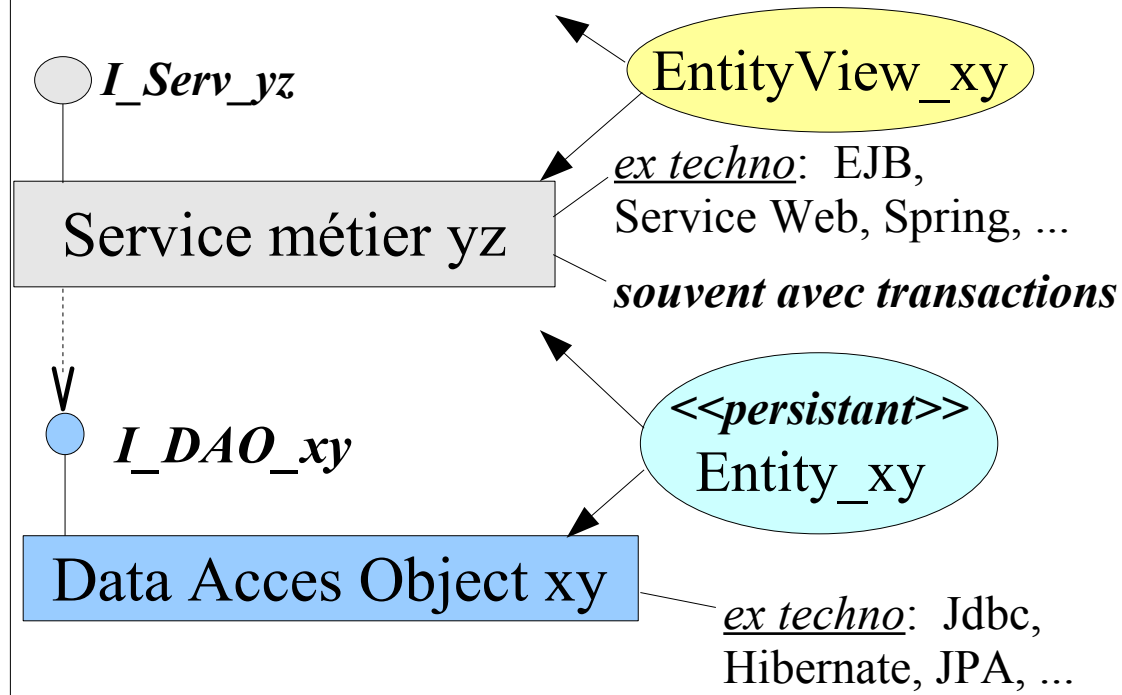 I_Serv_yz
EntityView_xy
ex techno: EJB,
Service Web, Spring, ...
Service métier yz
souvent avec transactions
<<persistant>>
Entity_xy
I_DAO_xy
Data Acces Object xy
ex techno: Jdbc,
Hibernate, JPA, ...